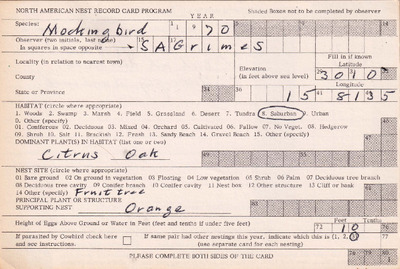 NORTH AMERICAN NEST RECORD CARD PROGRAM Shaded Boxes not to be completed by observer
YEAR
Species: Mockingbird 1 9 70
Observer (two initials, last name)
In squares in space opposite SAGrimes
Locality (in relation to nearest town) Elevation Fill in if known
(in feet above sea level) Latitude
County 3010
State or Province Longitude
34 36 15 41 8135
HABITAT (circle where appropriate)
1. Woods 2. Swamp 3. Marsh 4. Field 5. Grassland 6. Desert 7. Tundra 8. Suburban 9. Urban
0. Other (specify)
01. Coniferous 02. Deciduous 03. Mixed 04. Orchard 05. Cultivated 06. Fallow 07. No Veget. 08. Hedgerow
09. Shrub 10. Salt 11. Brackish 12. Fresh 13. Sandy Beach 14. Gravel Beach 15. Other (specify)
DOMINANT PLANT(S) IN HABITAT (list one or two)
Citrus Oak
NEST SITE (circle where appropriate)
01 Bare ground 02 On ground in vegetation 03 Floating 04 Low vegetation 05 Shrub 06 Palm 07 Deciduous tree branch
08 Deciduous tree cavity 09 Conifer branch 10 Conifer cavity 11 Nest box 12 Other structure 13 Cliff or bank
14 Other (specify) Fruit tree
PRINCIPAL PLANT OR STRUCTURE
SUPPORTING NEST Orange
Height of Eggs Above Ground or Water in Feet (feet and tenths if under five feet) Feet Tenths
72 10 76
If parasitized by Cowbird check here If same pair had other nestings this year, indicate which this is (1, 2, 3)
and see instructions. (use separate card for each nesting)
PLEASE COMPLETE BOTH SIDES OF THE CARD